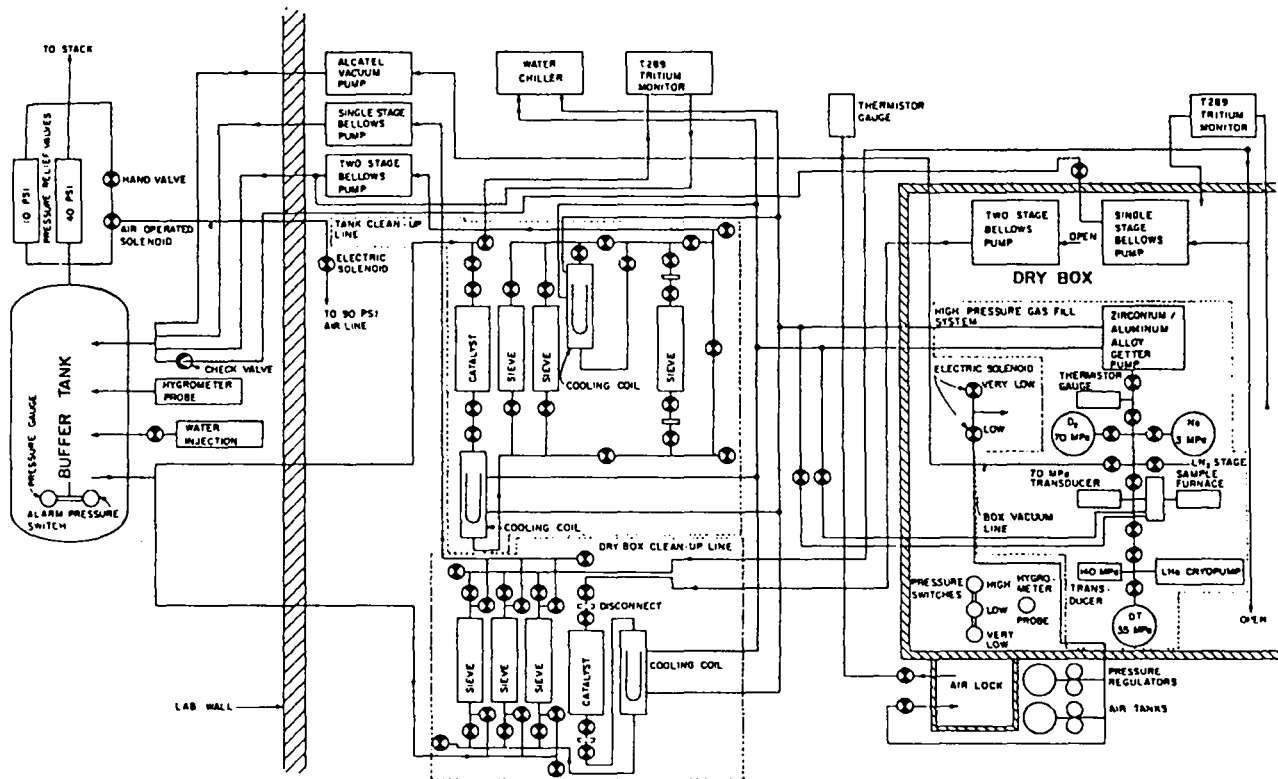 TO STACK
10 PSI
PRESSURE RELIEF VALVES
40 PSI
HAND VALVE
AIR OPERATED
SOLENOID
BUFFER TANK
PRESSURE GAUGE
ALARM PRESSURE
SWITCH
CHECK VALVE
HYGROMETER
PROBE
WATER
INJECTION
LAB WALL
ALCATEL
VACUUM
PUMP
SINGLE STAGE
BELLOWS
PUMP
TWO STAGE
BELLOWS
PUMP
TANK CLEAN-UP
LINE
ELECTRIC
SOLENOID
TO 90 PSI
AIR LINE
WATER
CHILLER
T289
TRITIUM
MONITOR
CATALYST
SIEVE
SIEVE
COOLING COIL
SIEVE
COOLING COIL
DRY BOX CLEAN-UP LINE
DISCONNECT
SIEVE
SIEVE
SIEVE
CATALYST
COOLING COIL
THERMISTOR
GAUGE
T289
TRITIUM
MONITOR
TWO STAGE
BELLOWS
PUMP
OPEN
SINGLE
STAGE
BELLOWS
PUMP
DRY BOX
HIGH PRESSURE GAS FILL
SYSTEM
ZIRCONIUM /
ALUMINUM
ALLOY
GETTER
PUMP
ELECTRIC SOLENOID
VERY LOW
LOW
THERMISTOR
GAUGE
D₂
70 MPa
3 MPa
LN₂ STAGE
70 MPa
TRANSDUCER
SAMPLE
FURNACE
BOX VACUUM
LINE
140 MPa
TRANS-
DUCER
LHe CRYOPUMP
PRESSURE
SWITCHES
HIGH
LOW
VERY
LOW
HYGRO-
METER
PROBE
DT
35 MPa
OPEN
AIR LOCK
PRESSURE
REGULATORS
AIR TANKS